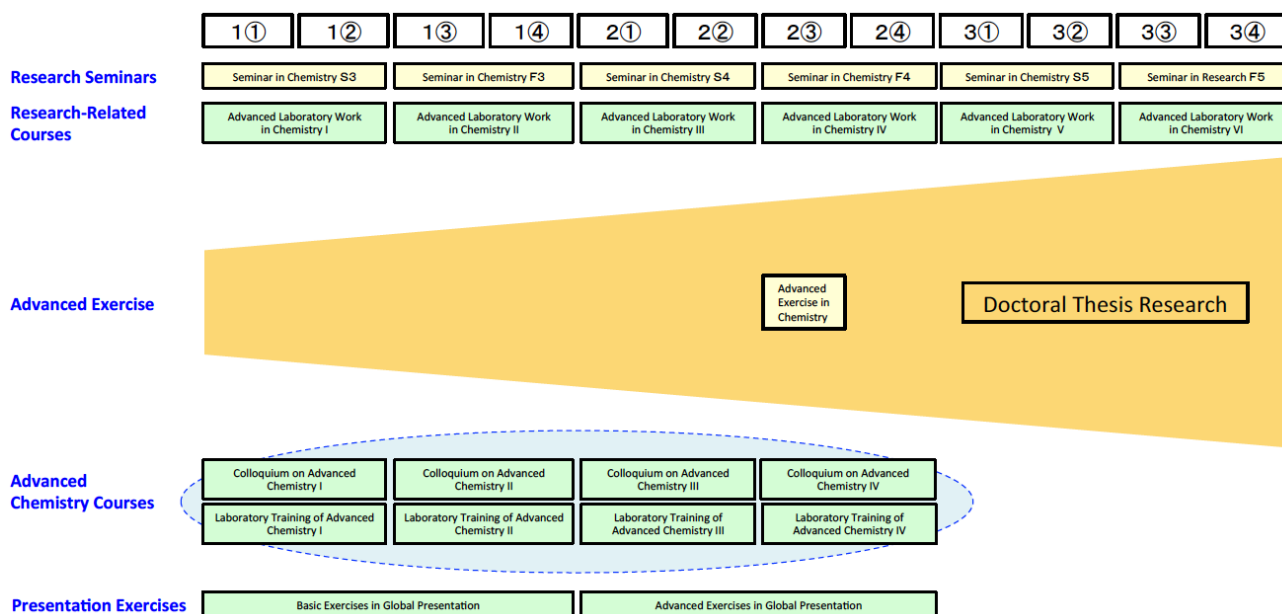 1① 1② 1③ 1④ 2① 2② 2③ 2④ 3① 3② 3③ 3④
Research Seminars
Seminar in Chemistry S3
Seminar in Chemistry F3
Seminar in Chemistry S4
Seminar in Chemistry F4
Seminar in Chemistry S5
Seminar in Research F5
Research-Related
Courses
Advanced Laboratory Work
in Chemistry I
Advanced Laboratory Work
in Chemistry II
Advanced Laboratory Work
in Chemistry III
Advanced Laboratory Work
in Chemistry IV
Advanced Laboratory Work
in Chemistry V
Advanced Laboratory Work
in Chemistry VI
Advanced Exercise
Advanced
Exercise in
Chemistry
Doctoral Thesis Research
Advanced
Chemistry Courses
Colloquium on Advanced
Chemistry I
Colloquium on Advanced
Chemistry II
Colloquium on Advanced
Chemistry III
Colloquium on Advanced
Chemistry IV
Laboratory Training of Advanced
Chemistry I
Laboratory Training of Advanced
Chemistry II
Laboratory Training of
Advanced Chemistry III
Laboratory Training of
Advanced Chemistry IV
Presentation Exercises
Basic Exercises in Global Presentation
Advanced Exercises in Global Presentation